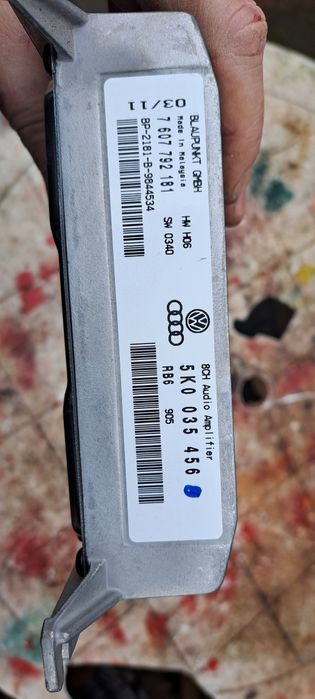 BLAUPUNKT GMBH
Made in Malaysia
7 607 792 181
03/11
BP-2181-B-9844534
HW H06
SW 0340
8CH Audio Amplifier
5K0 035 456
RB6 905